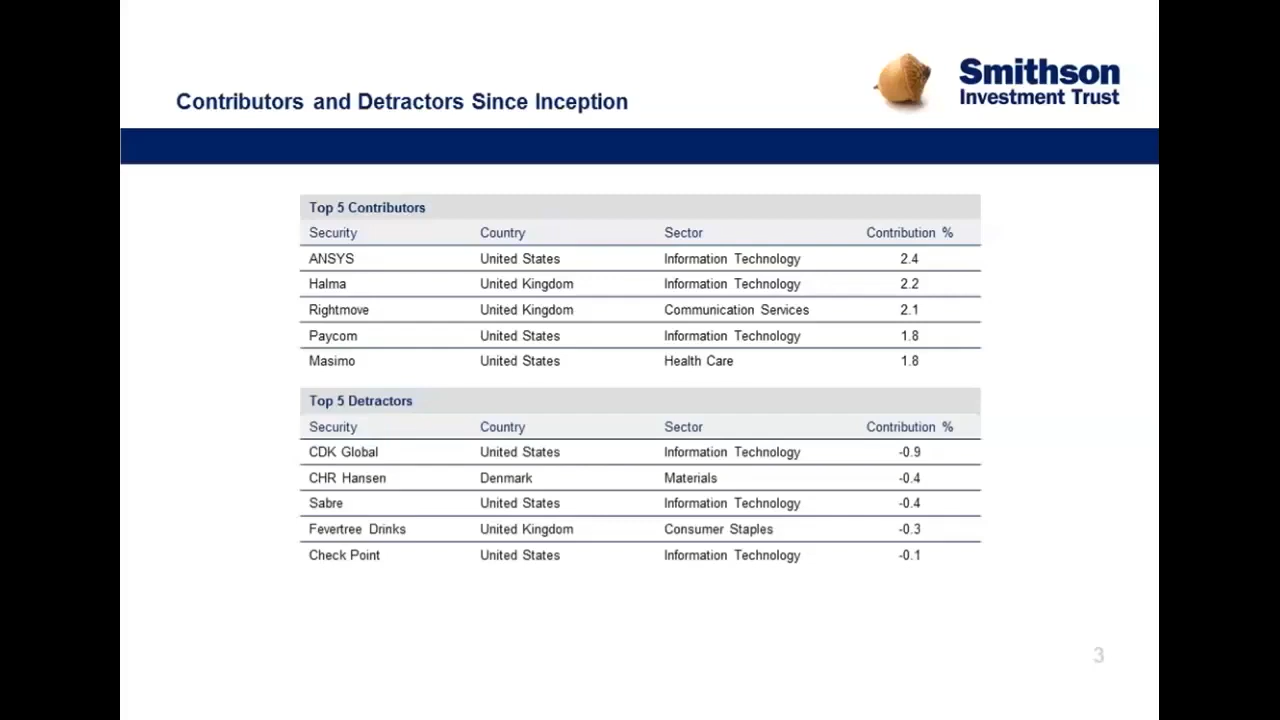 Smithson
Investment Trust
Contributors and Detractors Since Inception
Top 5 Contributors
Security Country Sector Contribution %
ANSYS United States Information Technology 2.4
Halma United Kingdom Information Technology 2.2
Rightmove United Kingdom Communication Services 2.1
Paycom United States Information Technology 1.8
Masimo United States Health Care 1.8
Top 5 Detractors
Security Country Sector Contribution %
CDK Global United States Information Technology -0.9
CHR Hansen Denmark Materials -0.4
Sabre United States Information Technology -0.4
Fevertree Drinks United Kingdom Consumer Staples -0.3
Check Point United States Information Technology -0.1
3